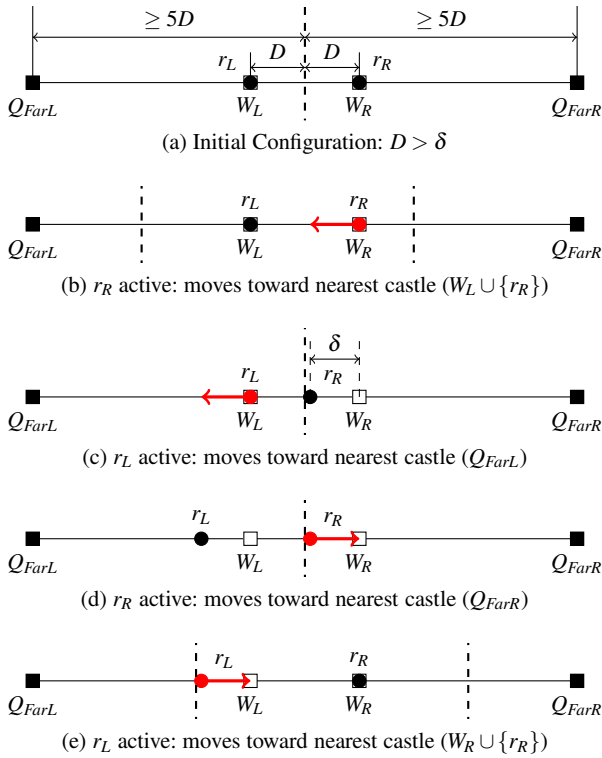 ≥ 5D ≥ 5D
r_L D D r_R
Q_FarL W_L W_R Q_FarR
(a) Initial Configuration: D > δ
r_L r_R
Q_FarL W_L W_R Q_FarR
(b) r_R active: moves toward nearest castle (W_L ∪ {r_R})
δ
r_L r_R
Q_FarL W_L W_R Q_FarR
(c) r_L active: moves toward nearest castle (Q_FarL)
r_L r_R
Q_FarL W_L W_R Q_FarR
(d) r_R active: moves toward nearest castle (Q_FarR)
r_L r_R
Q_FarL W_L W_R Q_FarR
(e) r_L active: moves toward nearest castle (W_R ∪ {r_R})